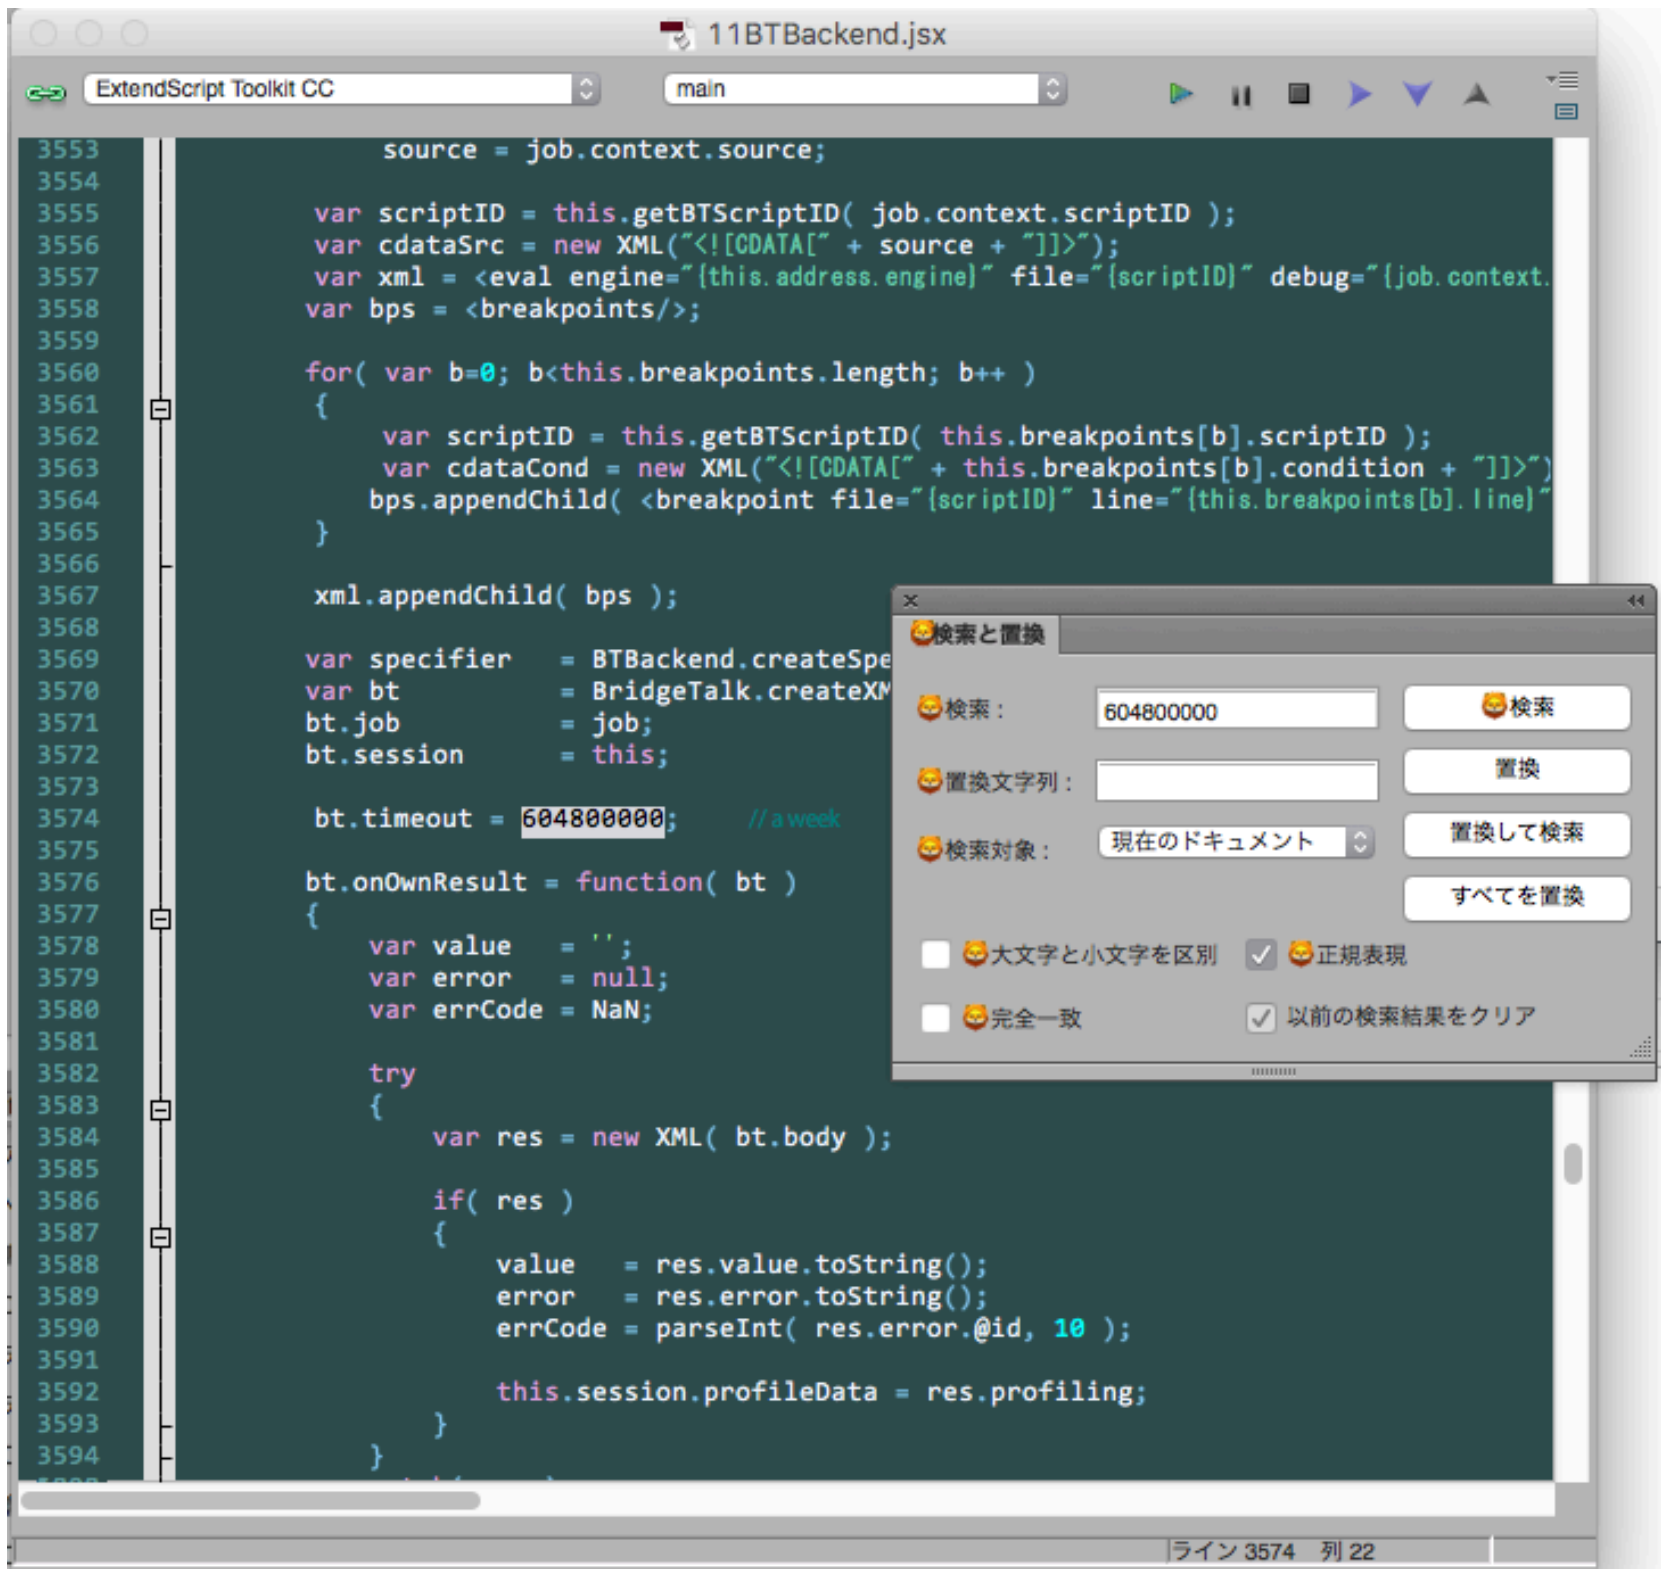 11BTBackend.jsx
ExtendScript Toolkit CC
main
3553 source = job.context.source;
3554
3555 var scriptID = this.getBTScriptID( job.context.scriptID );
3556 var cdataSrc = new XML("<![CDATA[" + source + "]]>");
3557 var xml = <eval engine="{this.address.engine}" file="{scriptID}" debug="{job.context.
3558 var bps = <breakpoints/>;
3559
3560 for( var b=0; b<this.breakpoints.length; b++ )
3561 {
3562 var scriptID = this.getBTScriptID( this.breakpoints[b].scriptID );
3563 var cdataCond = new XML("<![CDATA[" + this.breakpoints[b].condition + "]]>")
3564 bps.appendChild( <breakpoint file="{scriptID}" line="{this.breakpoints[b].line}"
3565 }
3566
3567 xml.appendChild( bps );
3568
3569 var specifier = BTBackend.createSpe
3570 var bt = BridgeTalk.createXM
3571 bt.job = job;
3572 bt.session = this;
3573
3574 bt.timeout = 604800000; // a week
3575
3576 bt.onOwnResult = function( bt )
3577 {
3578 var value = '';
3579 var error = null;
3580 var errCode = NaN;
3581
3582 try
3583 {
3584 var res = new XML( bt.body );
3585
3586 if( res )
3587 {
3588 value = res.value.toString();
3589 error = res.error.toString();
3590 errCode = parseInt( res.error.@id, 10 );
3591
3592 this.session.profileData = res.profiling;
3593 }
3594 }
検索と置換
検索 : 604800000 検索
置換文字列 : 置換
検索対象 : 現在のドキュメント 置換して検索
すべてを置換
大文字と小文字を区別 正規表現
完全一致 以前の検索結果をクリア
ライン 3574 列 22